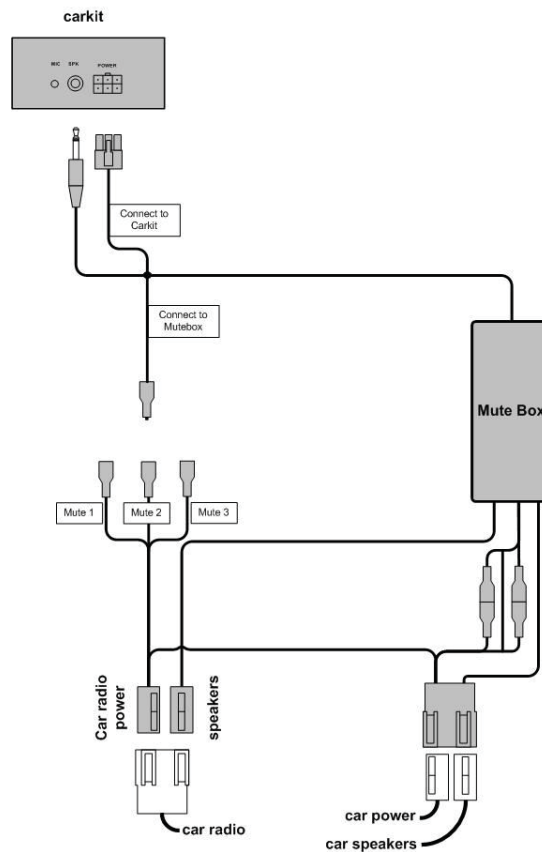 carkit
MIC SPK POWER
Connect to
Carkit
Connect to
Mutebox
Mute Box
Mute 1
Mute 2
Mute 3
Car radio
power
speakers
car radio
car power
car speakers